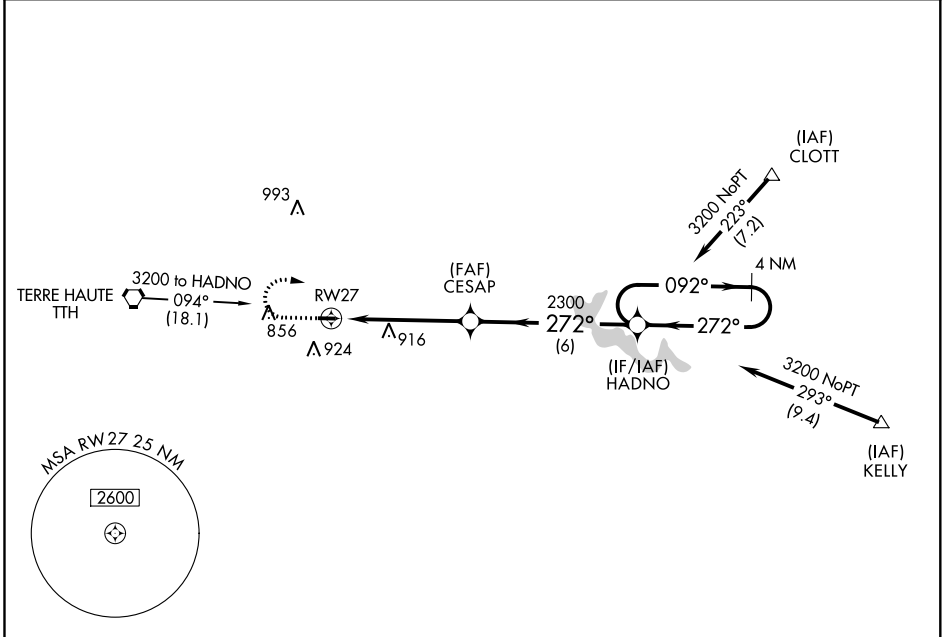 (IAF)
CLOTT
3200 NoPT
223°
(7.2)
993
4 NM
092°
3200 to HADNO
094°
(18.1)
TERRE HAUTE
TTH
RW27
(FAF)
CESAP
2300
272°
(6)
272°
856
924
916
(IF/IAF)
HADNO
3200 NoPT
293°
(9.4)
(IAF)
KELLY
MSA RW27 25 NM
2600